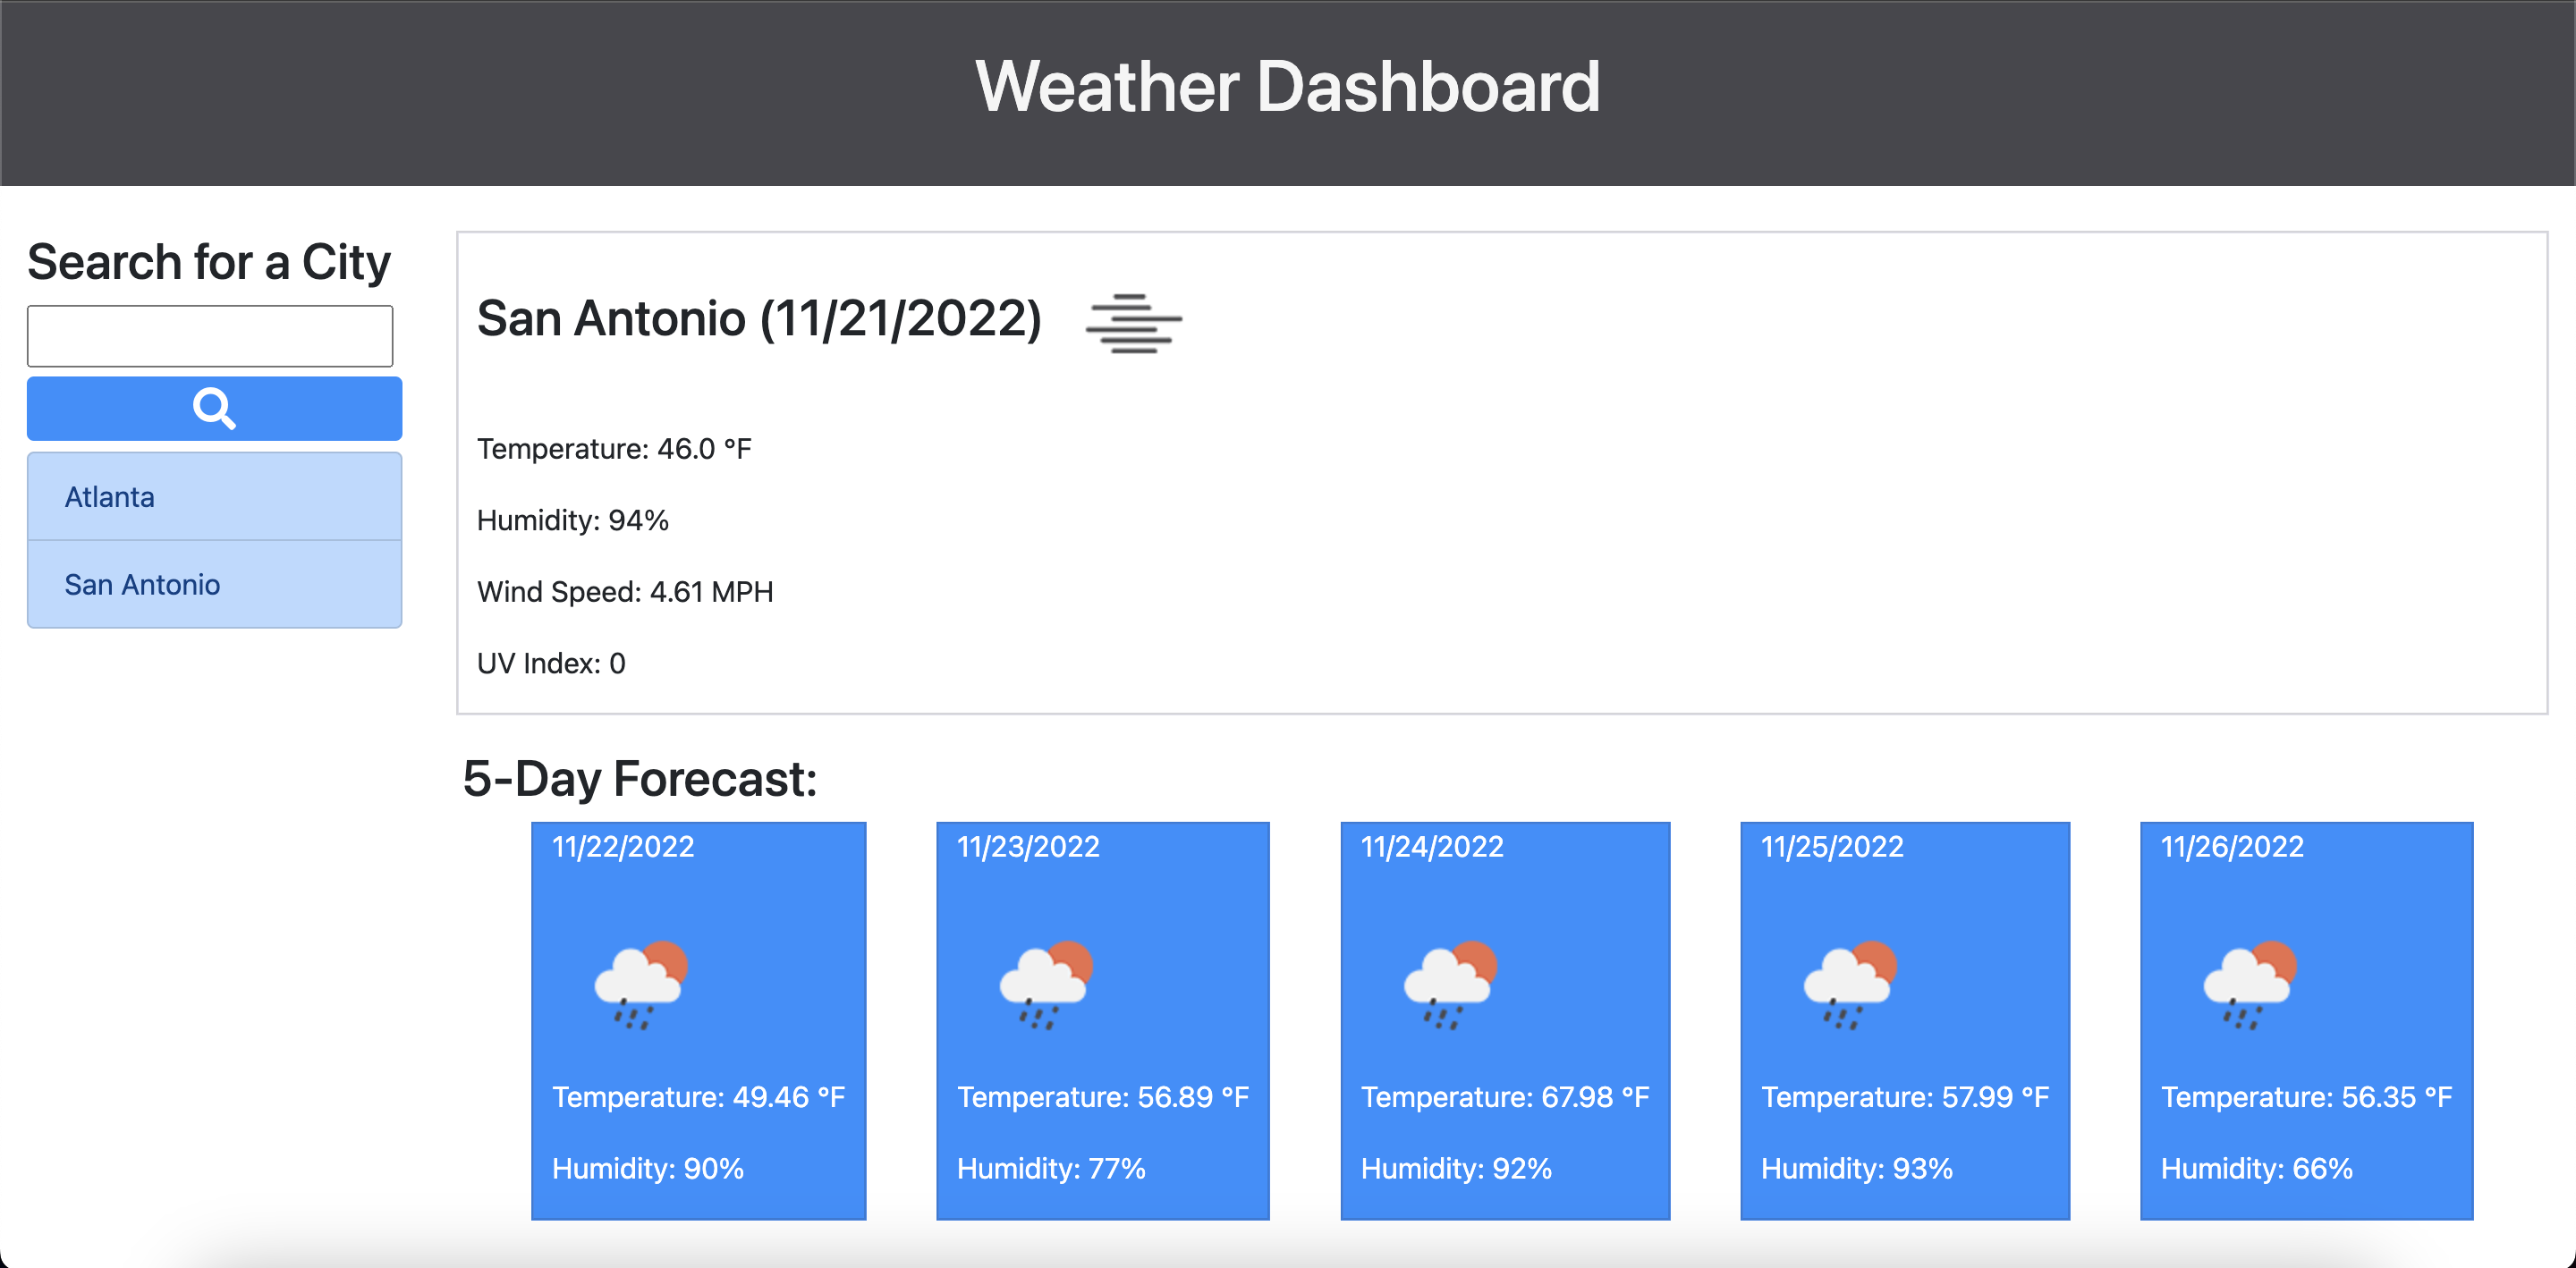 Weather Dashboard
Search for a City
Atlanta
San Antonio
San Antonio (11/21/2022)
Temperature: 46.0 °F
Humidity: 94%
Wind Speed: 4.61 MPH
UV Index: 0
5-Day Forecast:
11/22/2022
Temperature: 49.46 °F
Humidity: 90%
11/23/2022
Temperature: 56.89 °F
Humidity: 77%
11/24/2022
Temperature: 67.98 °F
Humidity: 92%
11/25/2022
Temperature: 57.99 °F
Humidity: 93%
11/26/2022
Temperature: 56.35 °F
Humidity: 66%